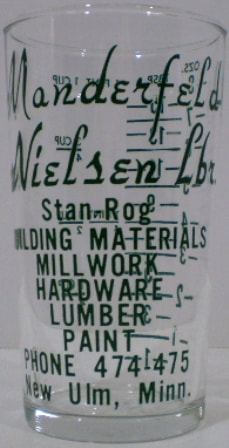 Manderfeld
Nielsen Lbr.
Stan Rog
BUILDING MATERIALS
MILLWORK
HARDWARE
LUMBER
PAINT
PHONE 474 475
New Ulm, Minn.